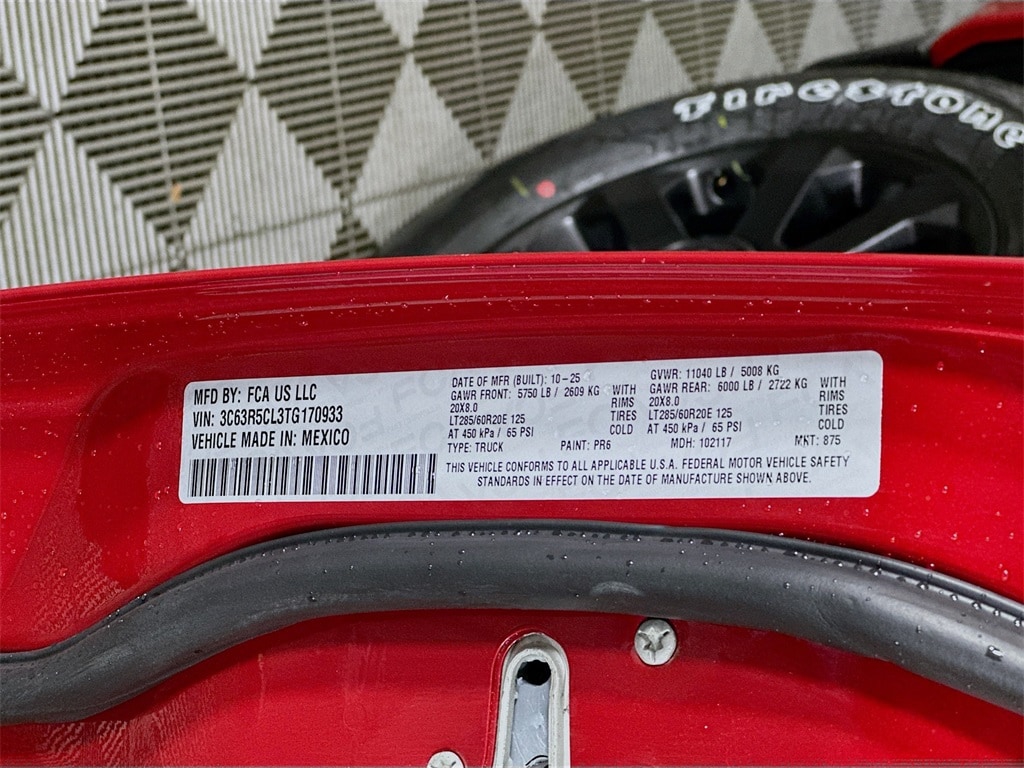 Firestone
MFD BY: FCA US LLC
VIN: 3C63R5CL3TG170933
VEHICLE MADE IN: MEXICO
DATE OF MFR (BUILT): 10-25
GAWR FRONT: 5750 LB / 2609 KG WITH
20X8.0 RIMS
LT285/60R20E 125 TIRES
AT 450 kPa / 65 PSI COLD
TYPE: TRUCK PAINT: PR6
GVWR: 11040 LB / 5008 KG
GAWR REAR: 6000 LB / 2722 KG WITH
20X8.0 RIMS
LT285/60R20E 125 TIRES
AT 450 kPa / 65 PSI COLD
MDH: 102117 MKT: 875
THIS VEHICLE CONFORMS TO ALL APPLICABLE U.S.A. FEDERAL MOTOR VEHICLE SAFETY
STANDARDS IN EFFECT ON THE DATE OF MANUFACTURE SHOWN ABOVE.